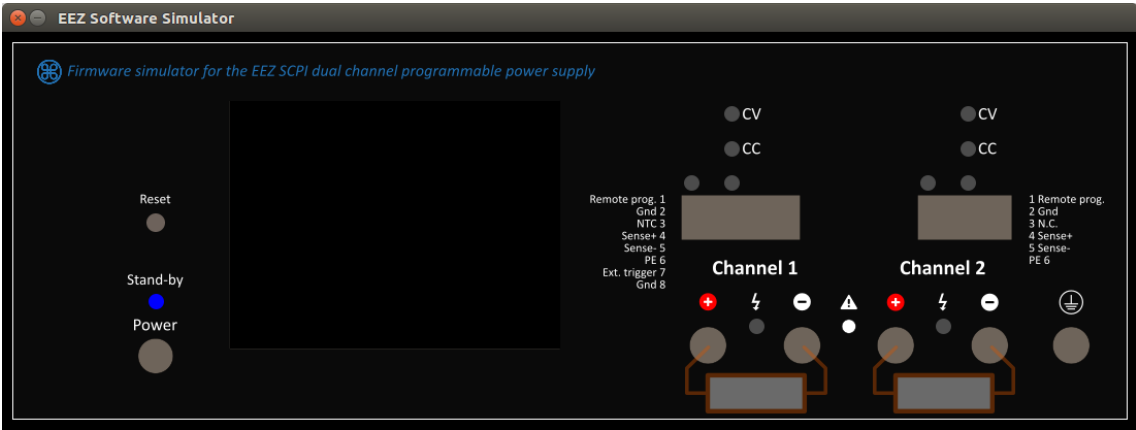 EEZ Software Simulator
Firmware simulator for the EEZ SCPI dual channel programmable power supply
CV
CC
CV
CC
Reset
Stand-by
Power
Remote prog. 1
Gnd 2
NTC 3
Sense+ 4
Sense- 5
PE 6
Ext. trigger 7
Gnd 8
1 Remote prog.
2 Gnd
3 N.C.
4 Sense+
5 Sense-
PE 6
Channel 1
Channel 2